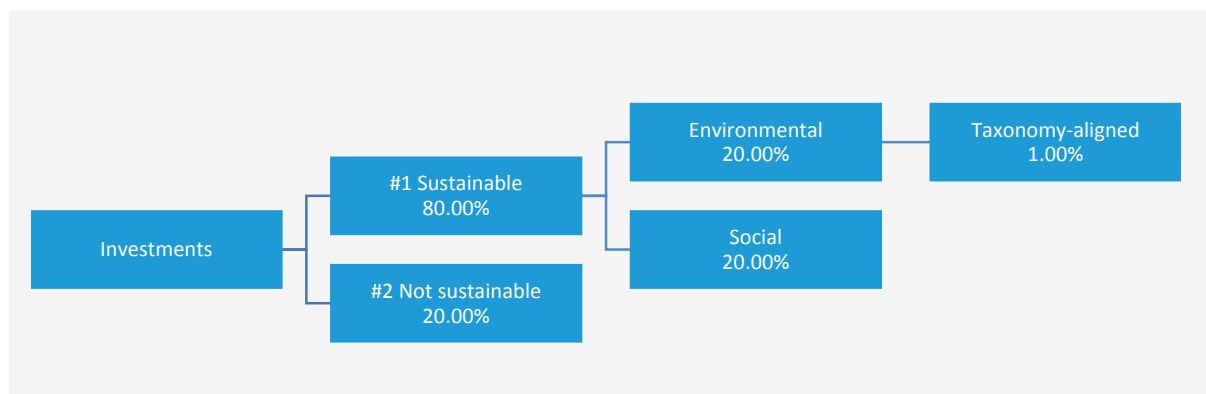 Investments
#1 Sustainable
80.00%
#2 Not sustainable
20.00%
Environmental
20.00%
Social
20.00%
Taxonomy-aligned
1.00%